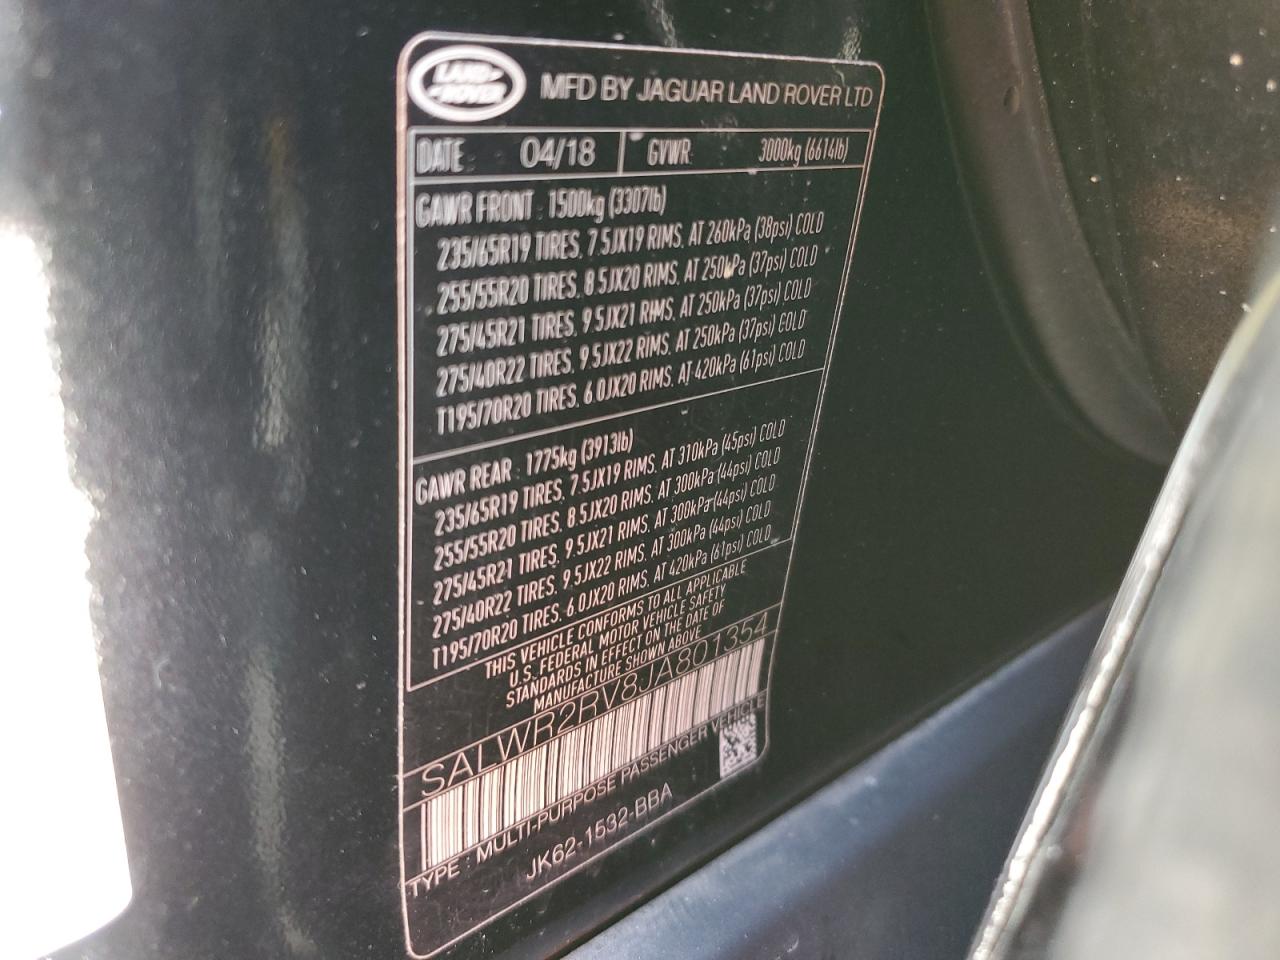 LAND ROVER
MFD BY JAGUAR LAND ROVER LTD
DATE : 04/18 GVWR 3000kg (6614lb)
GAWR FRONT : 1500kg (3307lb)
235/65R19 TIRES, 7.5JX19 RIMS, AT 260kPa (38psi) COLD
255/55R20 TIRES, 8.5JX20 RIMS, AT 250kPa (37psi) COLD
275/45R21 TIRES, 9.5JX21 RIMS, AT 250kPa (37psi) COLD
275/40R22 TIRES, 9.5JX22 RIMS, AT 250kPa (37psi) COLD
T195/70R20 TIRES, 6.0JX20 RIMS, AT 420kPa (61psi) COLD
GAWR REAR : 1775kg (3913lb)
235/65R19 TIRES, 7.5JX19 RIMS, AT 310kPa (45psi) COLD
255/55R20 TIRES, 8.5JX20 RIMS, AT 300kPa (44psi) COLD
275/45R21 TIRES, 9.5JX21 RIMS, AT 300kPa (44psi) COLD
275/40R22 TIRES, 9.5JX22 RIMS, AT 300kPa (44psi) COLD
T195/70R20 TIRES, 6.0JX20 RIMS, AT 420kPa (61psi) COLD
THIS VEHICLE CONFORMS TO ALL APPLICABLE
U.S. FEDERAL MOTOR VEHICLE SAFETY
STANDARDS IN EFFECT ON THE DATE OF
MANUFACTURE SHOWN ABOVE
SALWR2RV8JA801354
TYPE : MULTI-PURPOSE PASSENGER VEHICLE
JK62-1532-BBA